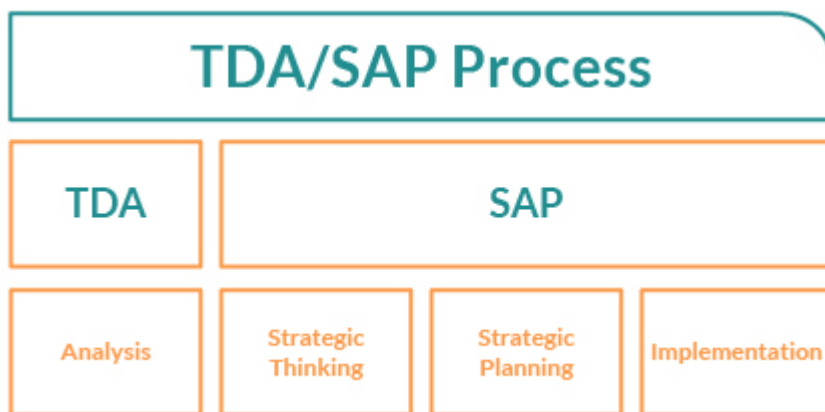 TDA/SAP Process
TDA
SAP
Analysis
Strategic
Thinking
Strategic
Planning
Implementation